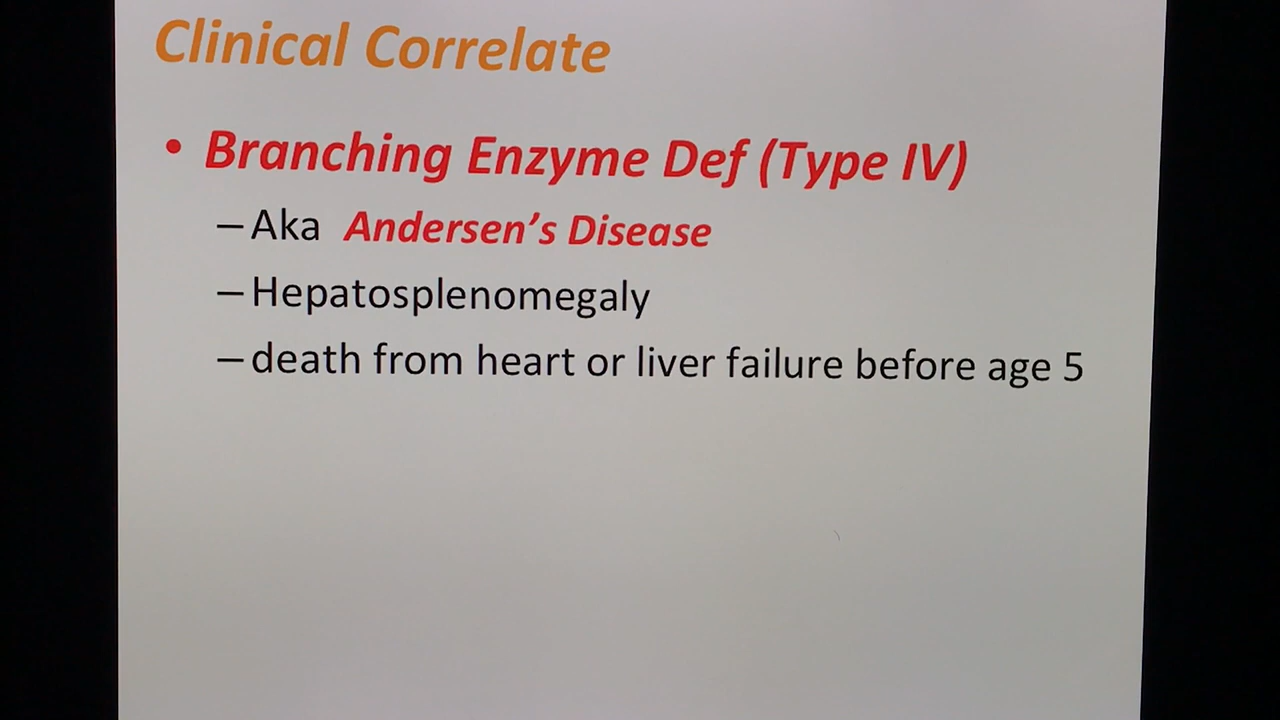 Clinical Correlate
• Branching Enzyme Def (Type IV)
– Aka Andersen's Disease
– Hepatosplenomegaly
– death from heart or liver failure before age 5